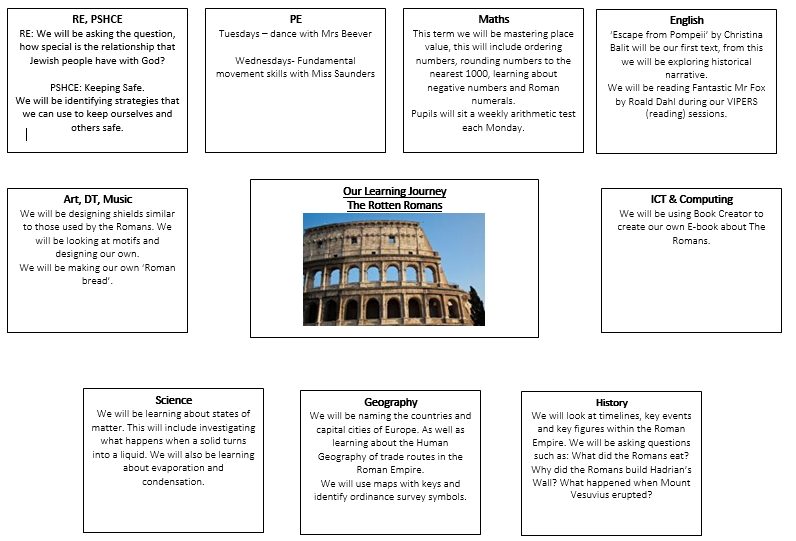 RE, PSHCE
RE: We will be asking the question,
how special is the relationship that
Jewish people have with God?
PSHCE: Keeping Safe.
We will be identifying strategies that
we can use to keep ourselves and
others safe.
PE
Tuesdays – dance with Mrs Beever
Wednesdays- Fundamental
movement skills with Miss Saunders
Maths
This term we will be mastering place
value, this will include ordering
numbers, rounding numbers to the
nearest 1000, learning about
negative numbers and Roman
numerals.
Pupils will sit a weekly arithmetic test
each Monday.
English
‘Escape from Pompeii’ by Christina
Balit will be our first text, from this
we will be exploring historical
narrative.
We will be reading Fantastic Mr Fox
by Roald Dahl during our VIPERS
(reading) sessions.
Art, DT, Music
We will be designing shields similar
to those used by the Romans. We
will be looking at motifs and
designing our own.
We will be making our own ‘Roman
bread’.
Our Learning Journey
The Rotten Romans
ICT & Computing
We will be using Book Creator to
create our own E-book about The
Romans.
Science
We will be learning about states of
matter. This will include investigating
what happens when a solid turns
into a liquid. We will also be learning
about evaporation and
condensation.
Geography
We will be naming the countries and
capital cities of Europe. As well as
learning about the Human
Geography of trade routes in the
Roman Empire.
We will use maps with keys and
identify ordinance survey symbols.
History
We will look at timelines, key events
and key figures within the Roman
Empire. We will be asking questions
such as: What did the Romans eat?
Why did the Romans build Hadrian’s
Wall? What happened when Mount
Vesuvius erupted?